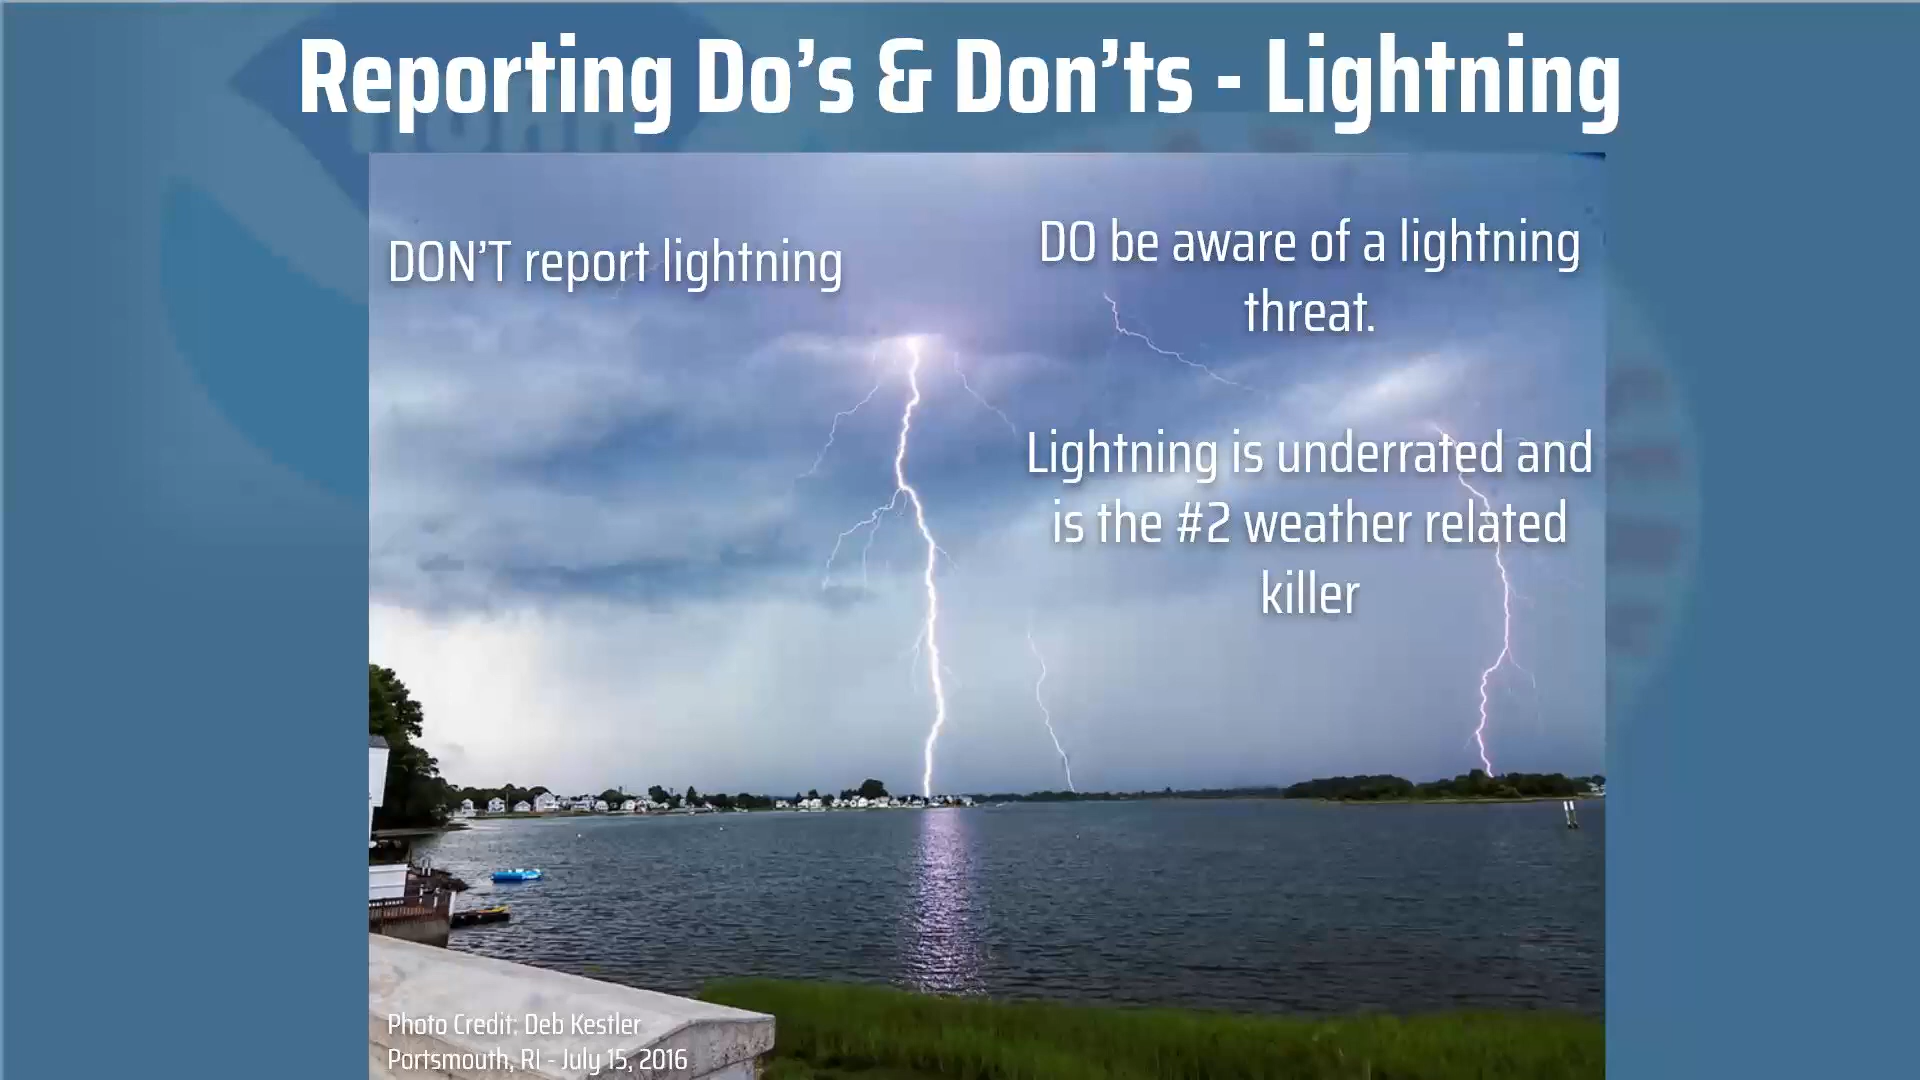 Reporting Do's & Don'ts - Lightning
DON'T report lightning
DO be aware of a lightning
threat.
Lightning is underrated and
is the #2 weather related
killer
Photo Credit: Deb Kestler
Portsmouth, RI - July 15, 2016